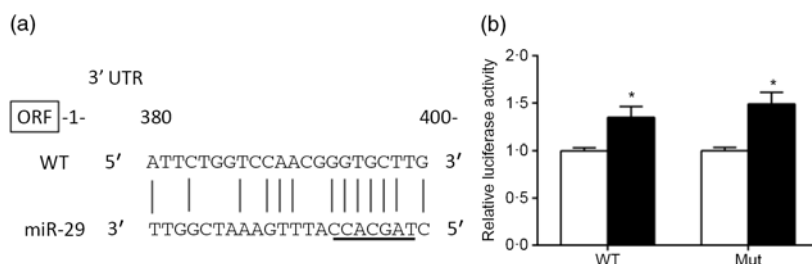 (a)
3′ UTR
ORF -1- 380 400-
WT 5′ ATTCTGGTCCAACGGGTGCTTG 3′
miR-29 3′ TTGGCTAAAGTTTACCACGATC 5′
(b)
Relative luciferase activity
2·0
1·5
1·0
0·5
0
* *
WT Mut